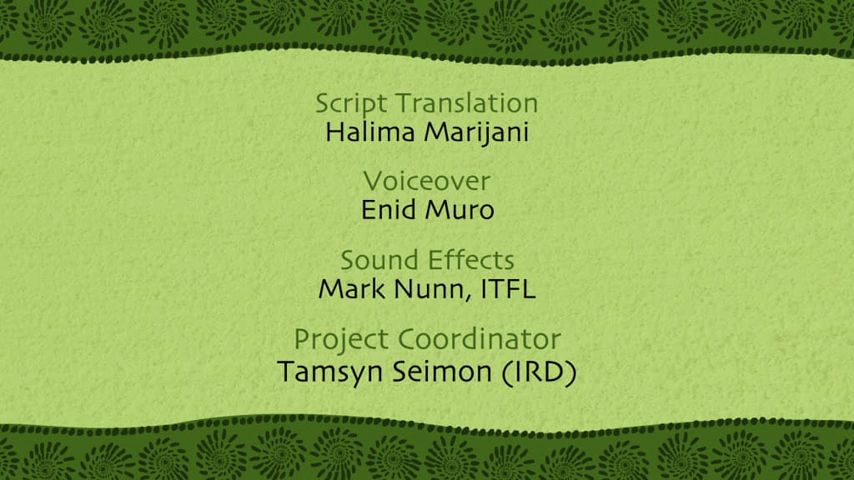 Script Translation
Halima Marijani
Voiceover
Enid Muro
Sound Effects
Mark Nunn, ITFL
Project Coordinator
Tamsyn Seimon (IRD)